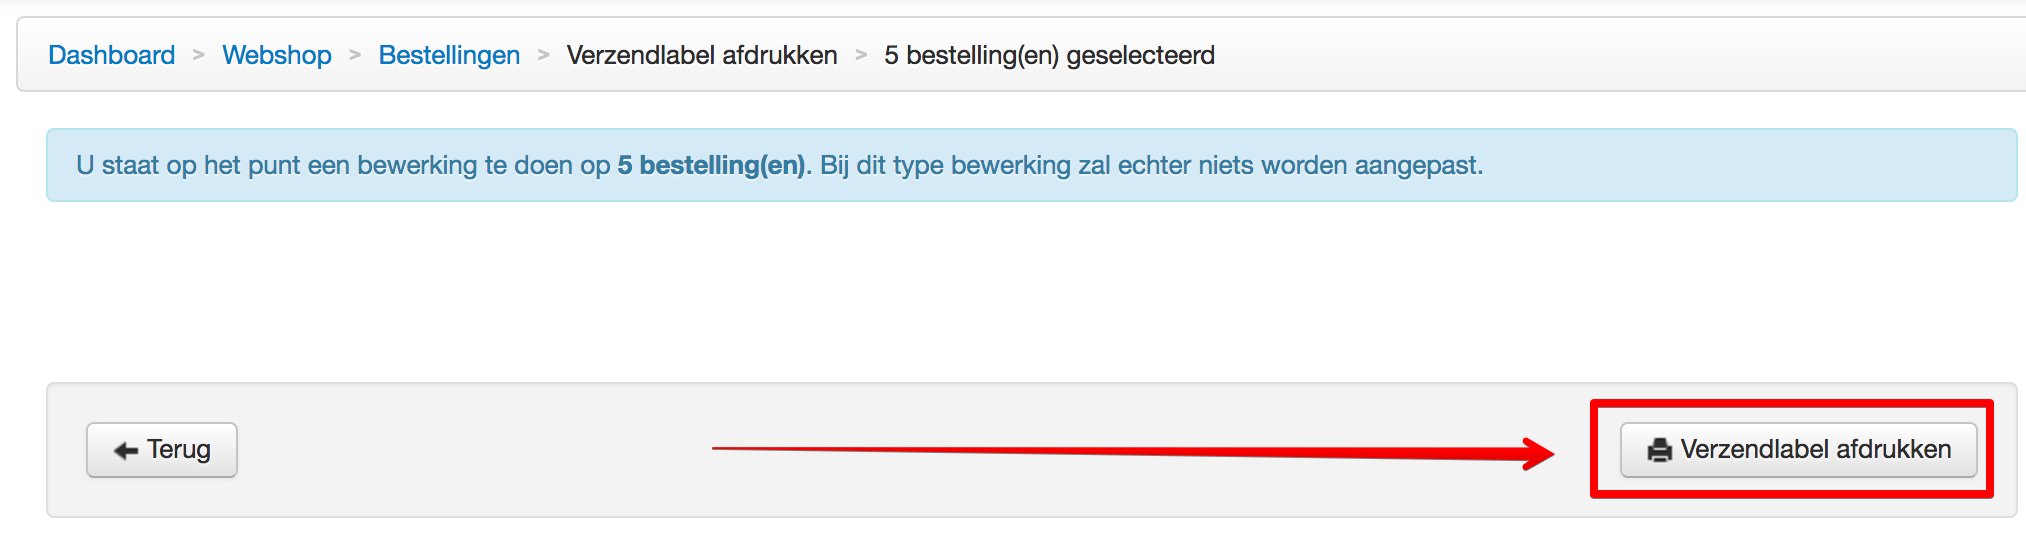 Dashboard > Webshop > Bestellingen > Verzendlabel afdrukken > 5 bestelling(en) geselecteerd
U staat op het punt een bewerking te doen op 5 bestelling(en). Bij dit type bewerking zal echter niets worden aangepast.
Terug Verzendlabel afdrukken